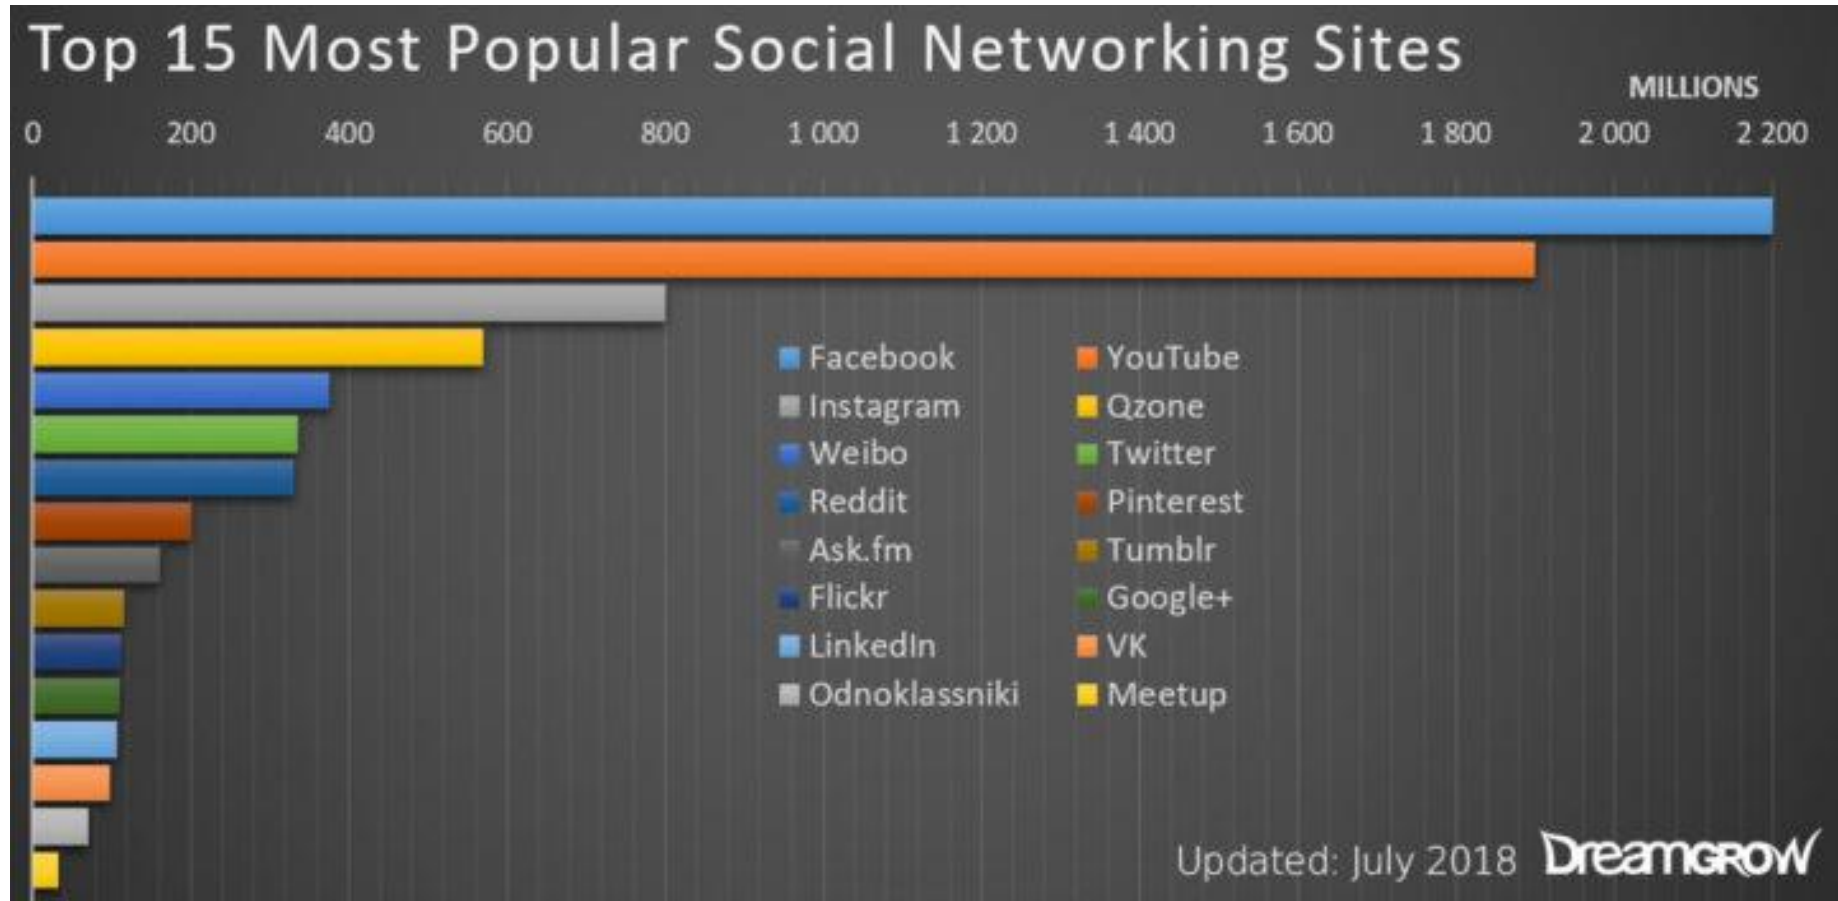 Top 15 Most Popular Social Networking Sites
MILLIONS
0 200 400 600 800 1 000 1 200 1 400 1 600 1 800 2 000 2 200
Facebook YouTube
Instagram Qzone
Weibo Twitter
Reddit Pinterest
Ask.fm Tumblr
Flickr Google+
LinkedIn VK
Odnoklassniki Meetup
Updated: July 2018 DreamGROW